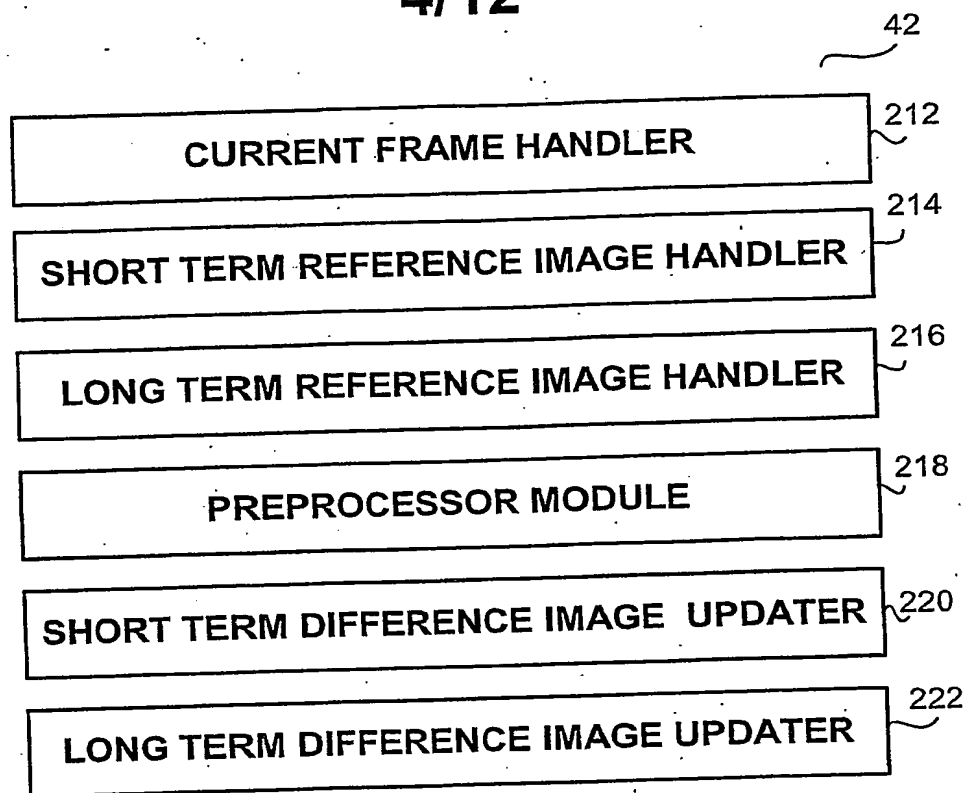 4/12
42
CURRENT FRAME HANDLER 212
SHORT TERM REFERENCE IMAGE HANDLER 214
LONG TERM REFERENCE IMAGE HANDLER 216
PREPROCESSOR MODULE 218
SHORT TERM DIFFERENCE IMAGE UPDATER 220
LONG TERM DIFFERENCE IMAGE UPDATER 222